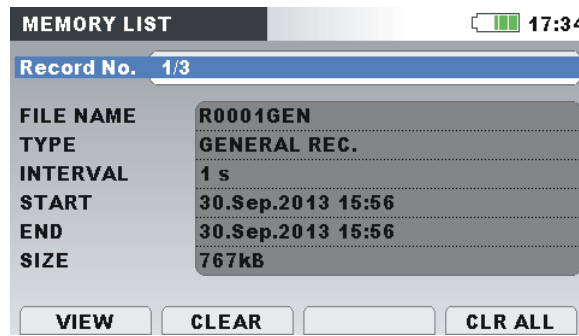 MEMORY LIST 17:34
Record No. 1/3
FILE NAME R0001GEN
TYPE GENERAL REC.
INTERVAL 1 s
START 30.Sep.2013 15:56
END 30.Sep.2013 15:56
SIZE 767kB
VIEW CLEAR CLR ALL